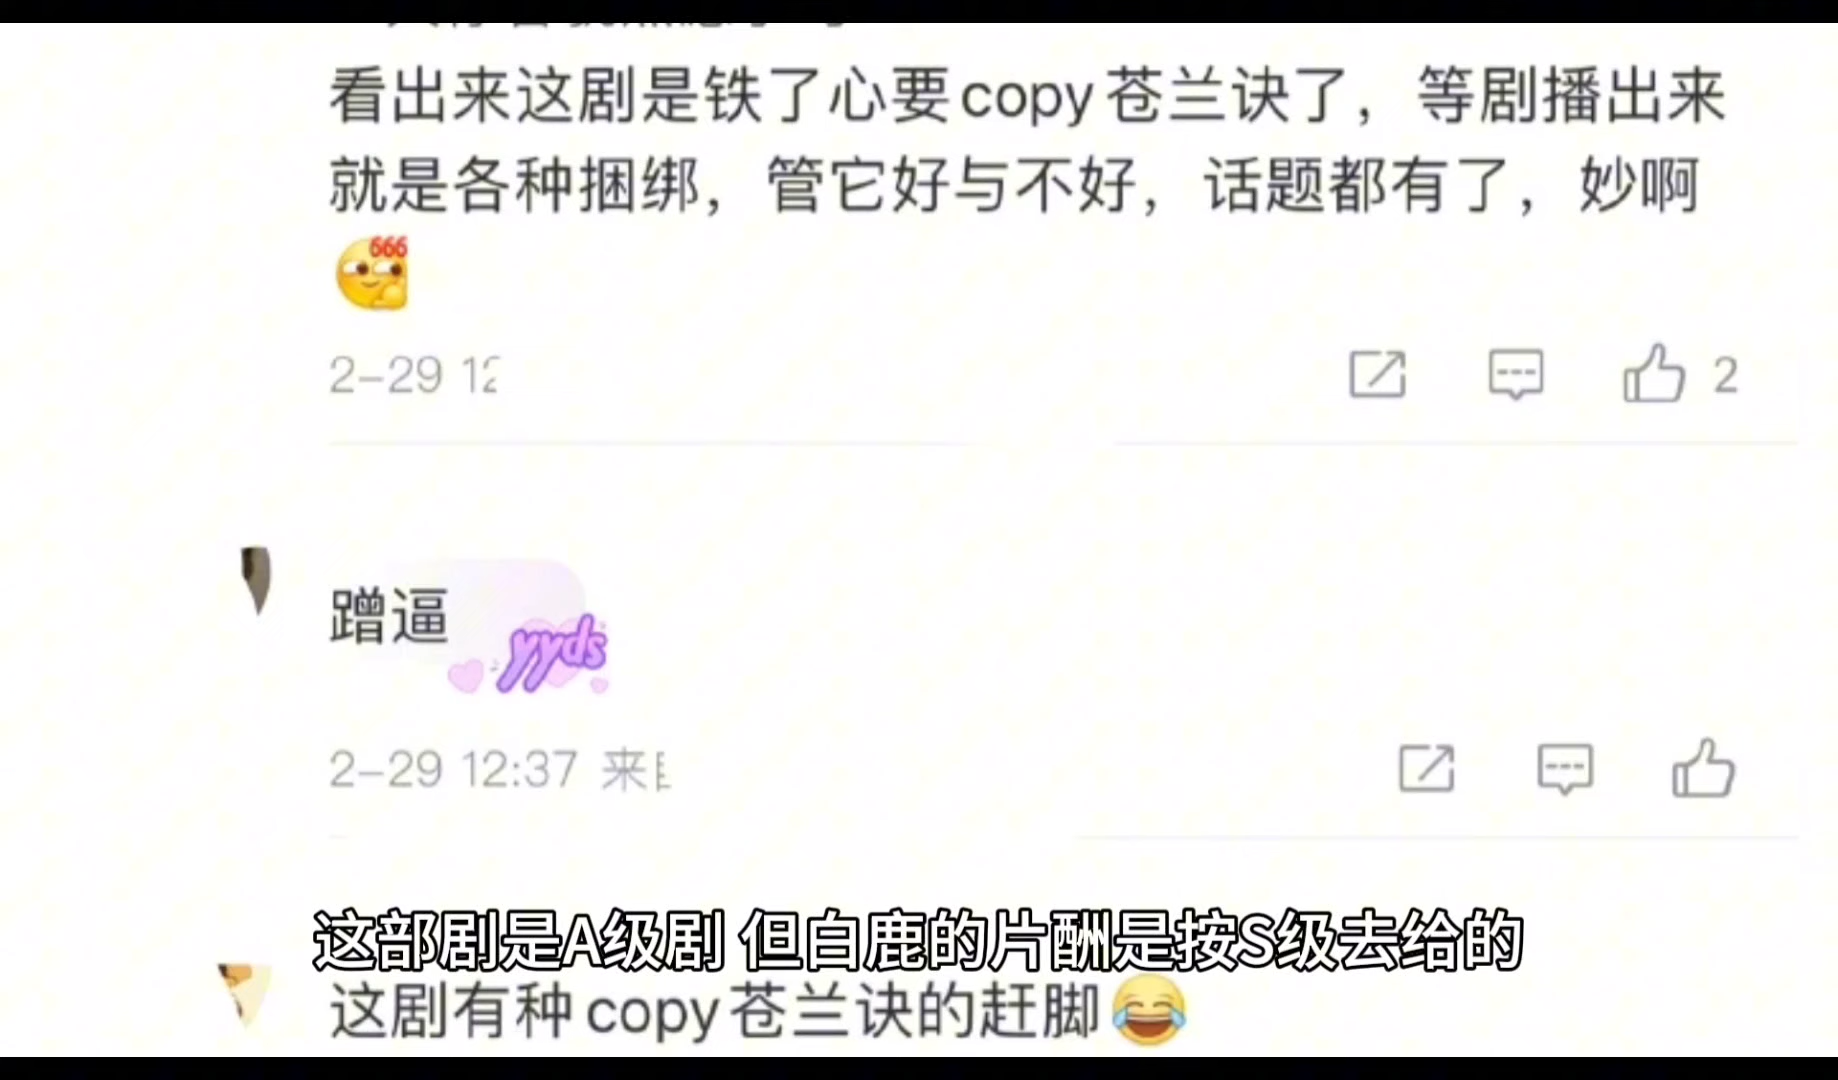 看出来这剧是铁了心要copy苍兰诀了，等剧播出来
就是各种捆绑，管它好与不好，话题都有了，妙啊
666
2-29 12
2
蹭逼
yyds
2-29 12:37 来
这部剧是A级剧 但白鹿的片酬是按S级去给的
这剧有种copy苍兰诀的赶脚